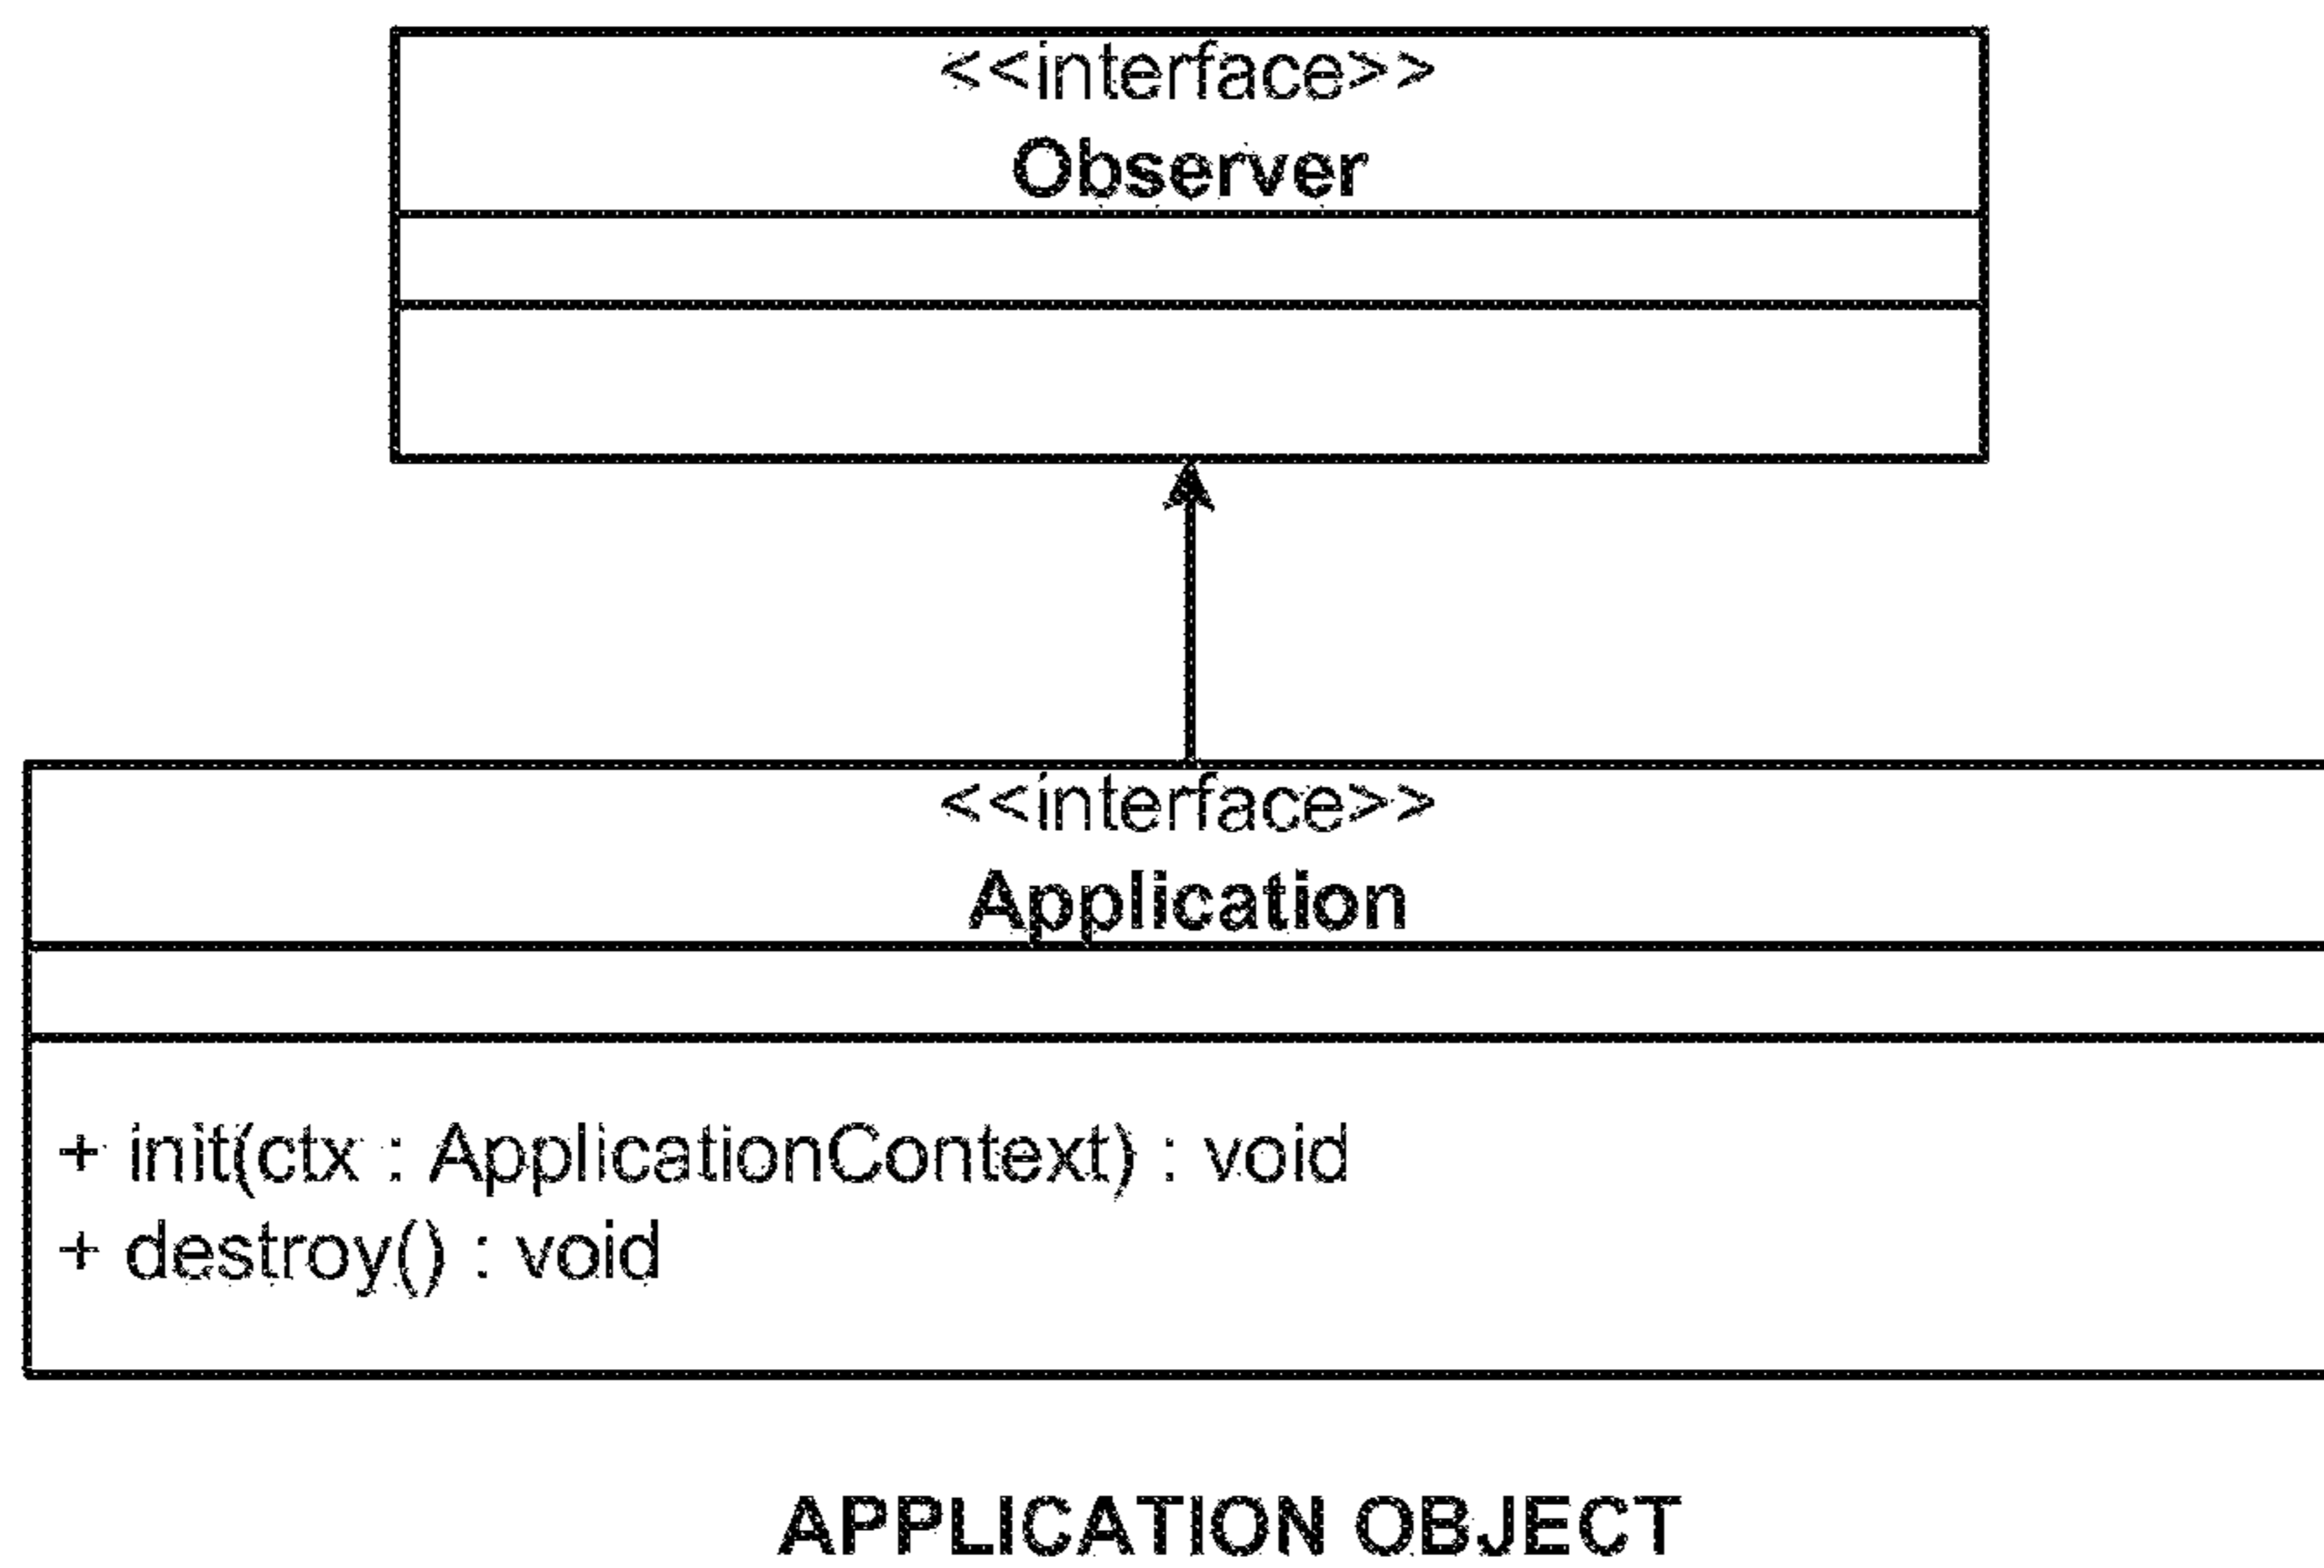 <<interface>>
Observer
<<interface>>
Application
+ init(ctx : ApplicationContext) : void
+ destroy() : void
APPLICATION OBJECT